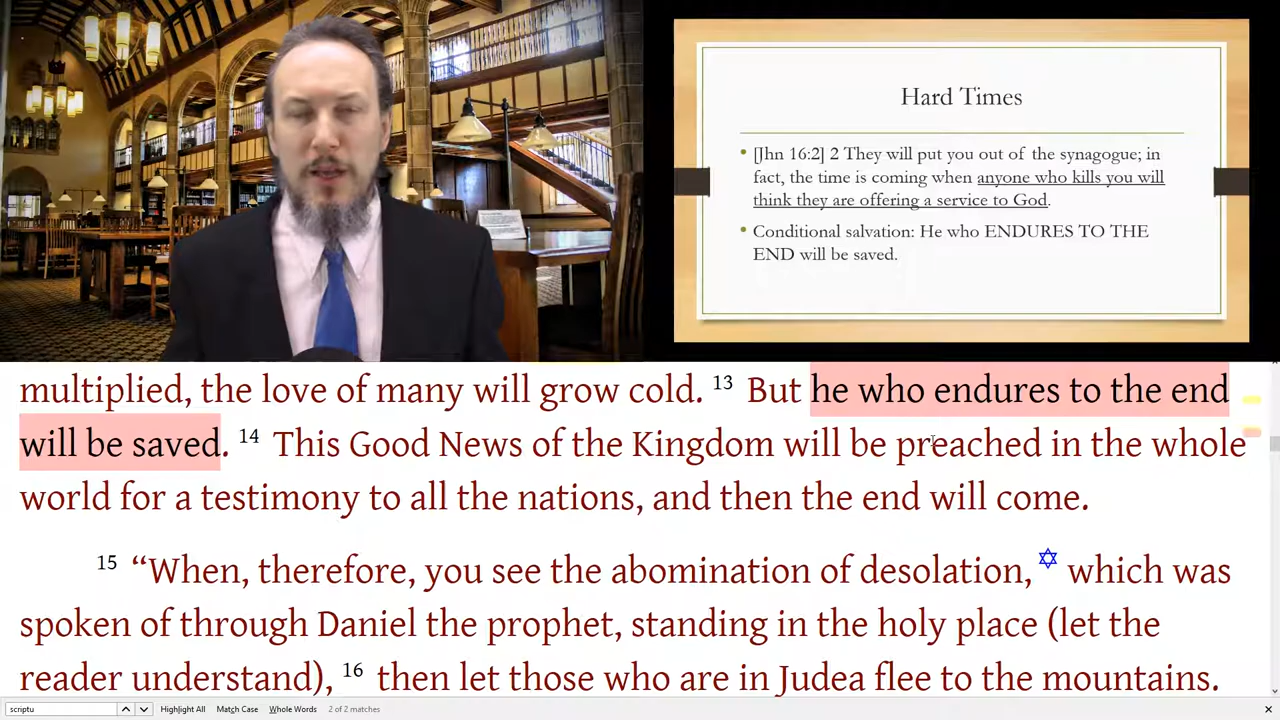 Hard Times
• [Jhn 16:2] 2 They will put you out of the synagogue; in
fact, the time is coming when anyone who kills you will
think they are offering a service to God.
• Conditional salvation: He who ENDURES TO THE
END will be saved.
multiplied, the love of many will grow cold. 13 But he who endures to the end
will be saved. 14 This Good News of the Kingdom will be preached in the whole
world for a testimony to all the nations, and then the end will come.
15 “When, therefore, you see the abomination of desolation,✡ which was
spoken of through Daniel the prophet, standing in the holy place (let the
reader understand), 16 then let those who are in Judea flee to the mountains.
scriptu Highlight All Match Case Whole Words 2 of 2 matches